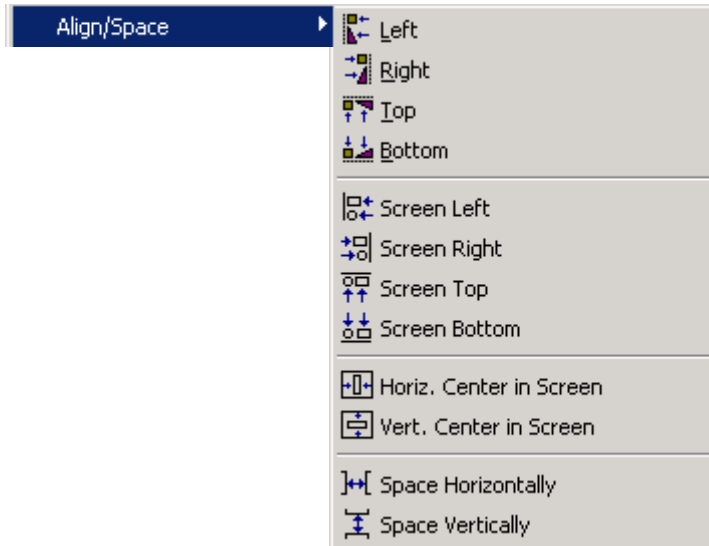 Align/Space
Left
Right
Top
Bottom
Screen Left
Screen Right
Screen Top
Screen Bottom
Horiz. Center in Screen
Vert. Center in Screen
Space Horizontally
Space Vertically